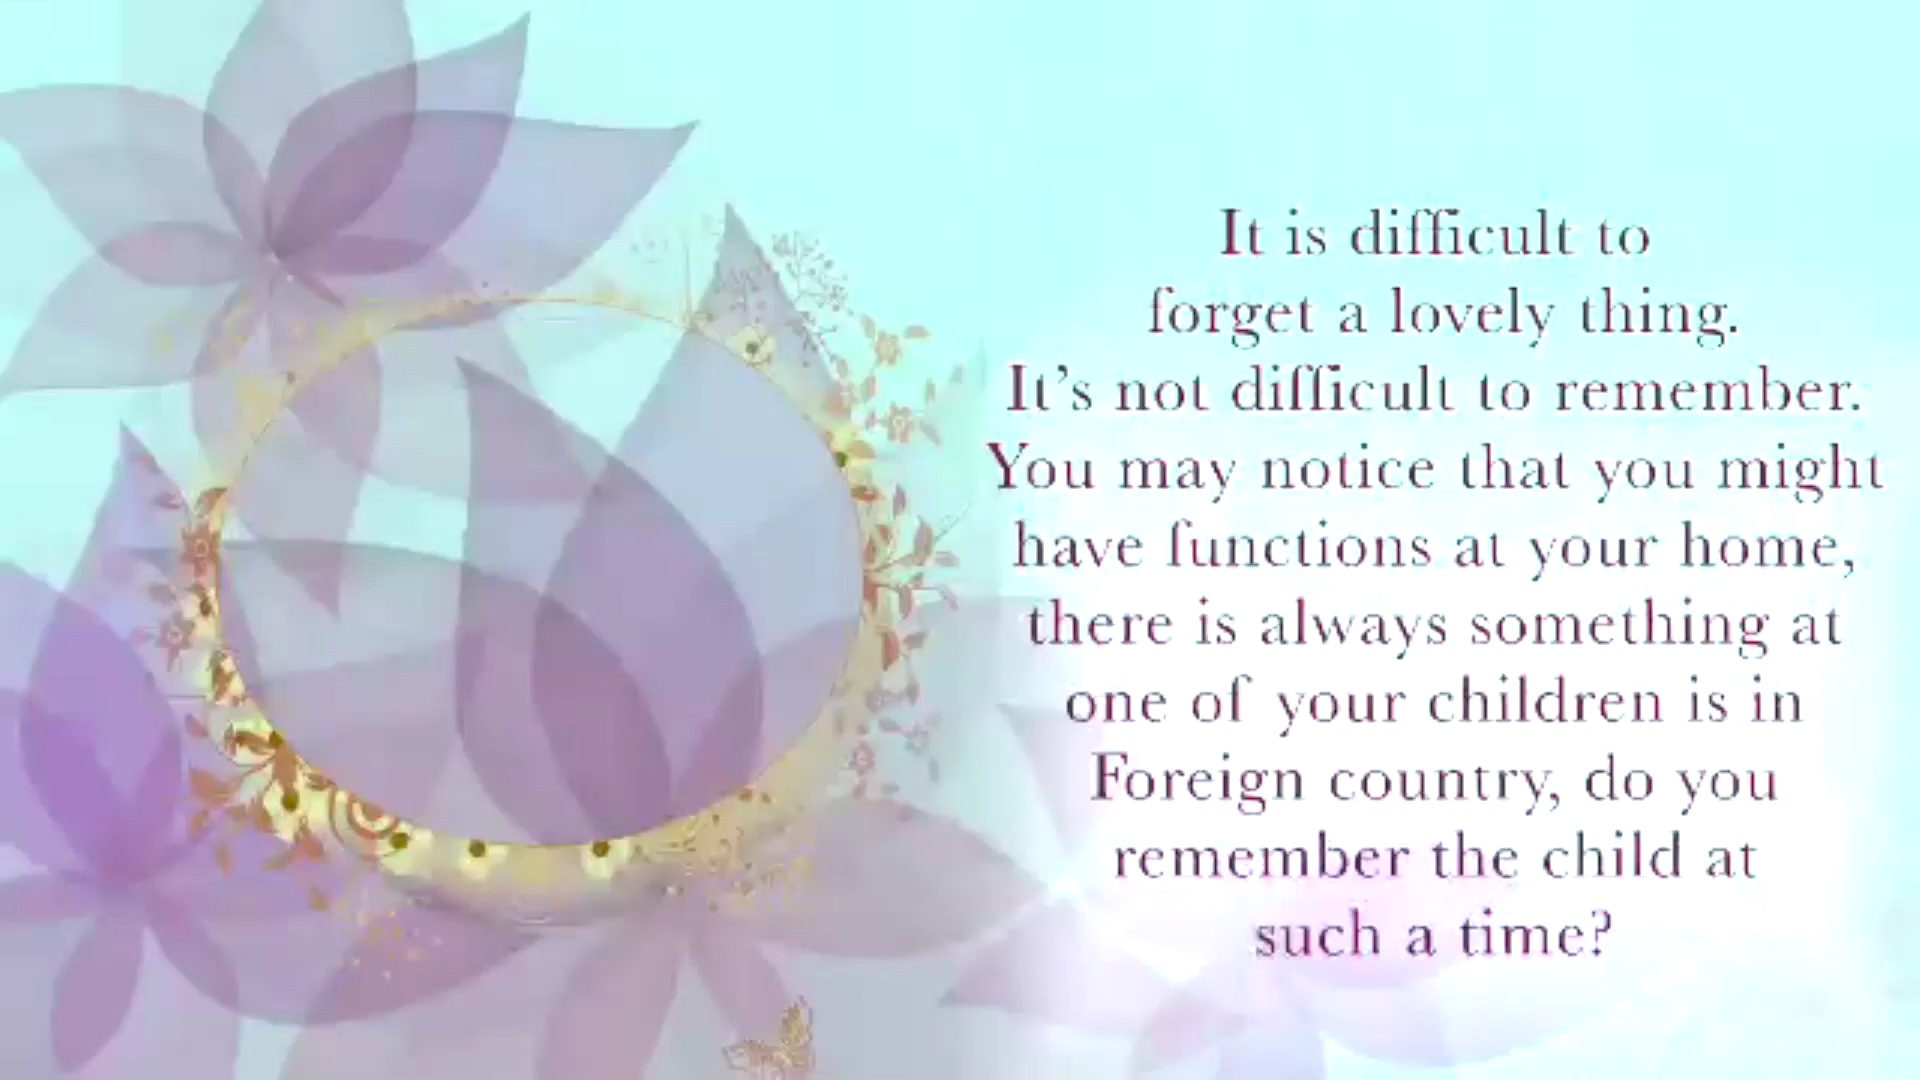 It is difficult to
forget a lovely thing.
It’s not difficult to remember.
You may notice that you might
have functions at your home,
there is always something at
one of your children is in
Foreign country, do you
remember the child at
such a time?